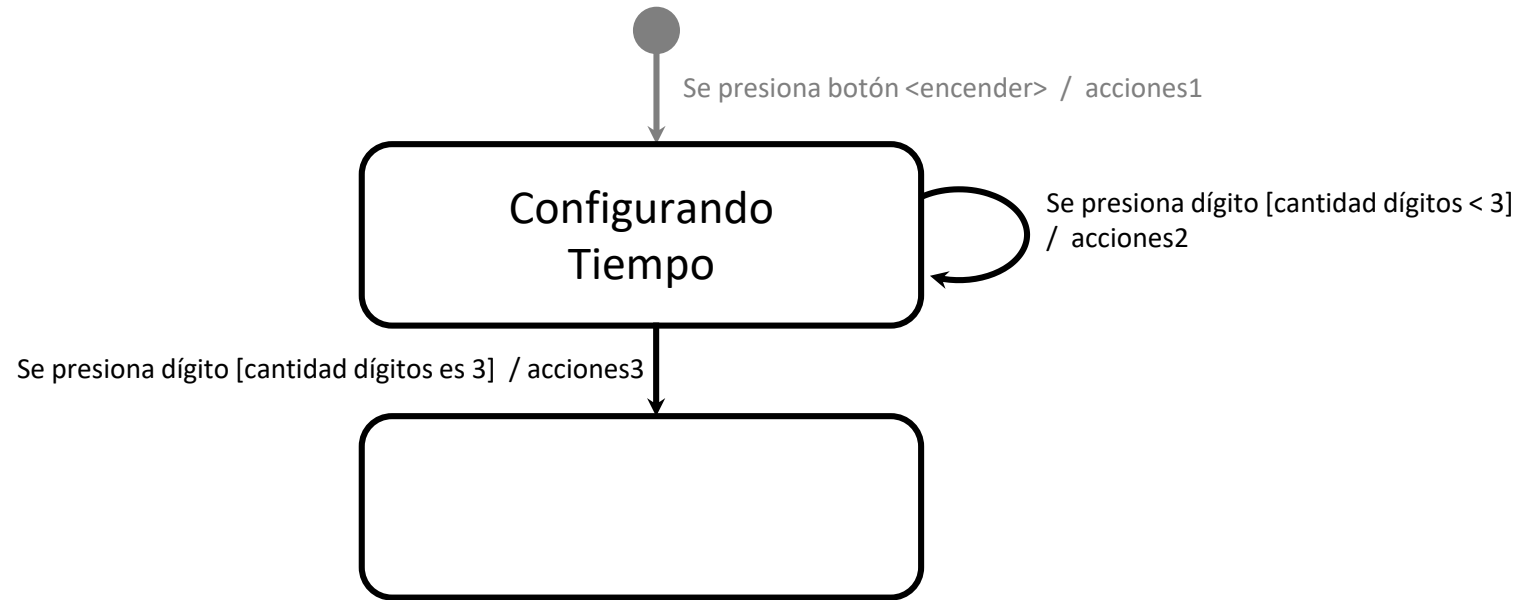 Se presiona botón <encender> / acciones1
Configurando
Tiempo
Se presiona dígito [cantidad dígitos < 3]
/ acciones2
Se presiona dígito [cantidad dígitos es 3] / acciones3